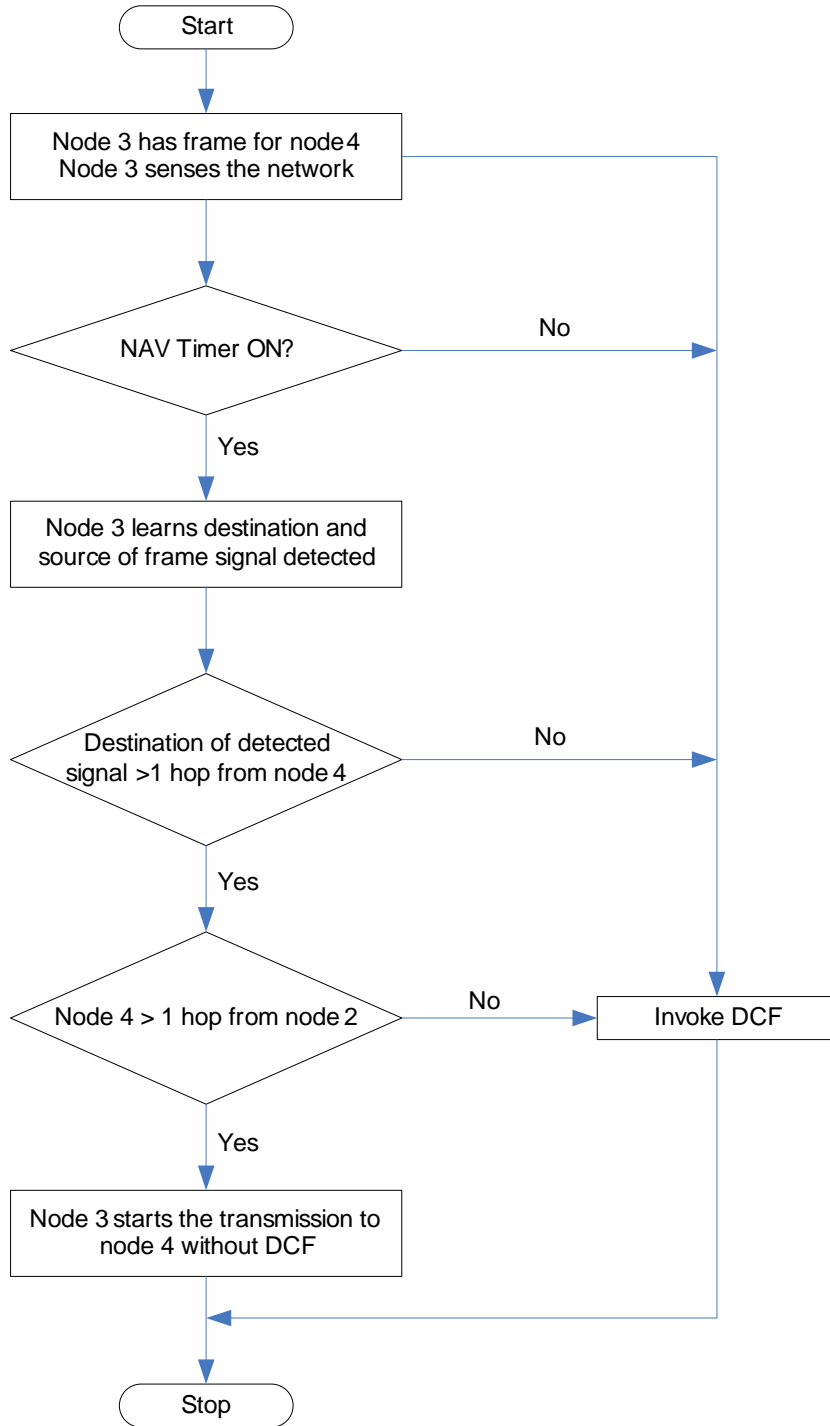 Start
Node 3 has frame for node 4
Node 3 senses the network
NAV Timer ON?
No
Yes
Node 3 learns destination and
source of frame signal detected
Destination of detected
signal >1 hop from node 4
No
Yes
Node 4 > 1 hop from node 2
No
Invoke DCF
Yes
Node 3 starts the transmission to
node 4 without DCF
Stop